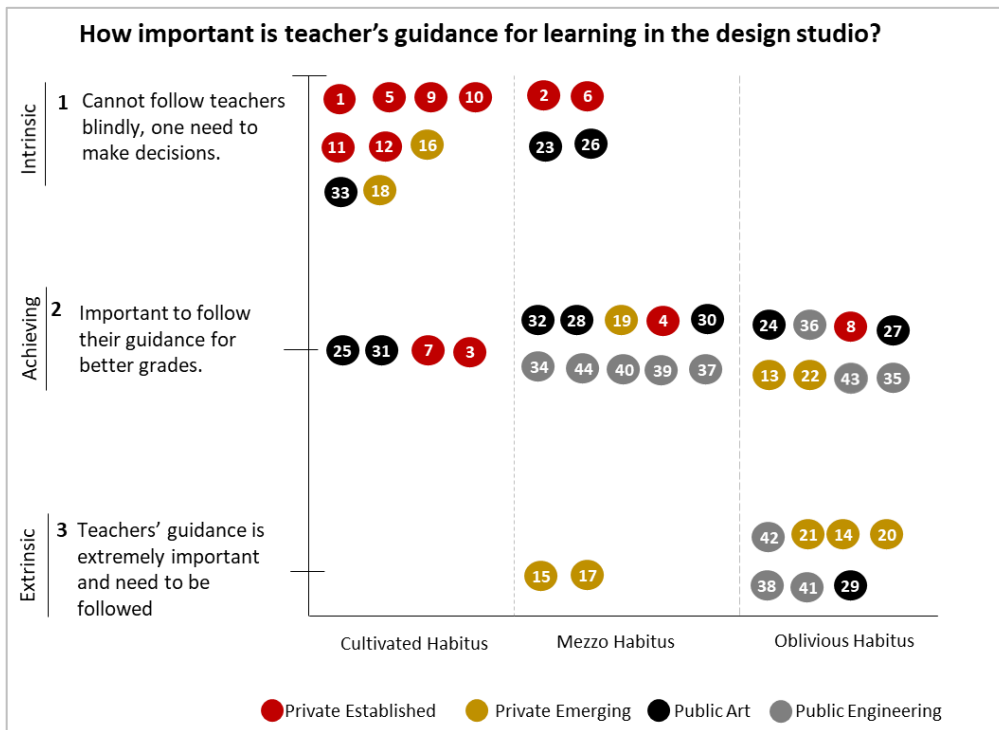 How important is teacher’s guidance for learning in the design studio?
Intrinsic
1 Cannot follow teachers
blindly, one need to
make decisions.
1 5 9 10
11 12 16
33 18
2 6
23 26
Achieving
2 Important to follow
their guidance for
better grades.
25 31 7 3
32 28 19 4 30
34 44 40 39 37
24 36 8 27
13 22 43 35
Extrinsic
3 Teachers’ guidance is
extremely important
and need to be
followed
15 17
42 21 14 20
38 41 29
Cultivated Habitus Mezzo Habitus Oblivious Habitus
Private Established Private Emerging Public Art Public Engineering